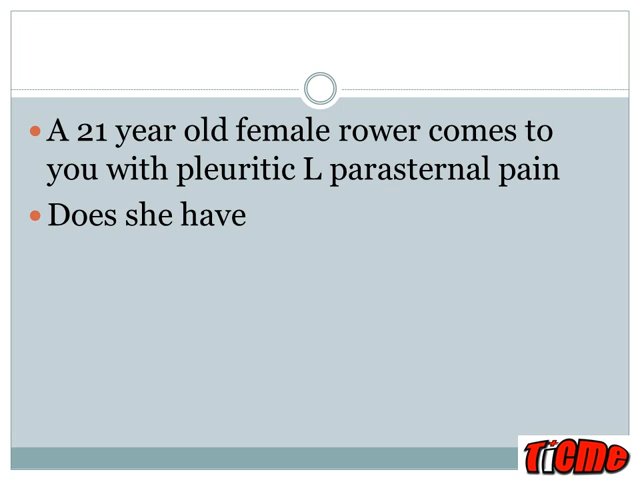 A 21 year old female rower comes to
you with pleuritic L parasternal pain
Does she have
TiCMe